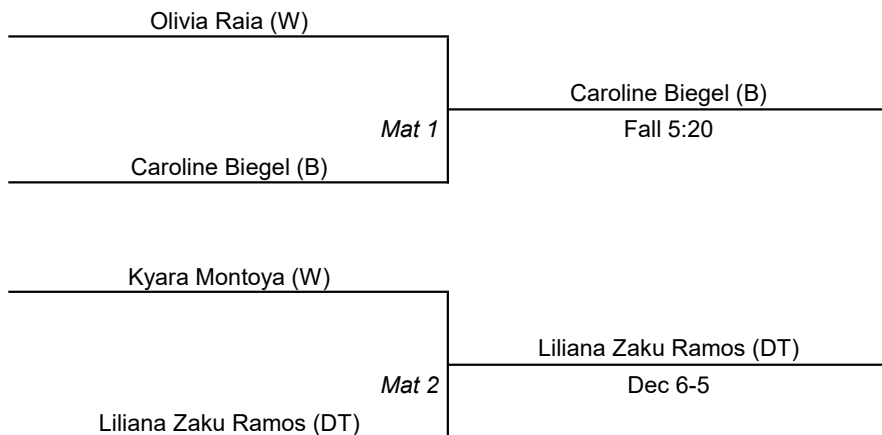 Olivia Raia (W)
Caroline Biegel (B)
Mat 1
Fall 5:20
Caroline Biegel (B)
Kyara Montoya (W)
Liliana Zaku Ramos (DT)
Mat 2
Dec 6-5
Liliana Zaku Ramos (DT)